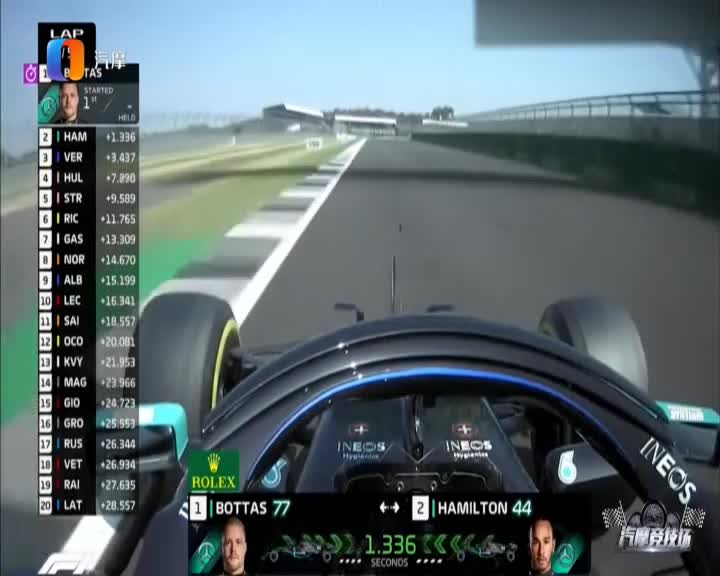 LAP
汽摩
1 BOTTAS
STARTED
1st -
HELD
2 HAM +1.336
3 VER +3.437
4 HUL +7.890
5 STR +9.589
6 RIC +11.765
7 GAS +13.309
8 NOR +14.670
9 ALB +15.199
10 LEC +16.341
11 SAI +18.557
12 OCO +20.081
13 KVY +21.953
14 MAG +23.966
15 GIO +24.723
16 GRO +25.553
17 RUS +26.344
18 VET +26.934
19 RAI +27.635
20 LAT +28.557
INEOS
Hygienics
INEOS
Hygienics
INEOS
ROLEX
1 BOTTAS 77
2 HAMILTON 44
1.336
SECONDS
F1
汽摩竞技场